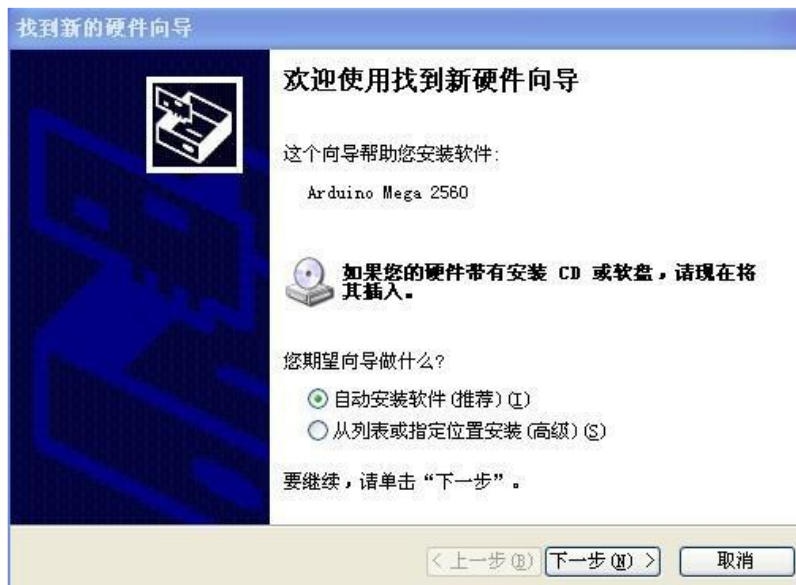 找到新的硬件向导
欢迎使用找到新硬件向导
这个向导帮助您安装软件:
Arduino Mega 2560
如果您的硬件带有安装 CD 或软盘，请现在将
其插入。
您期望向导做什么?
自动安装软件(推荐)(I)
从列表或指定位置安装(高级)(S)
要继续，请单击“下一步”。
< 上一步(B) 下一步(N) > 取消